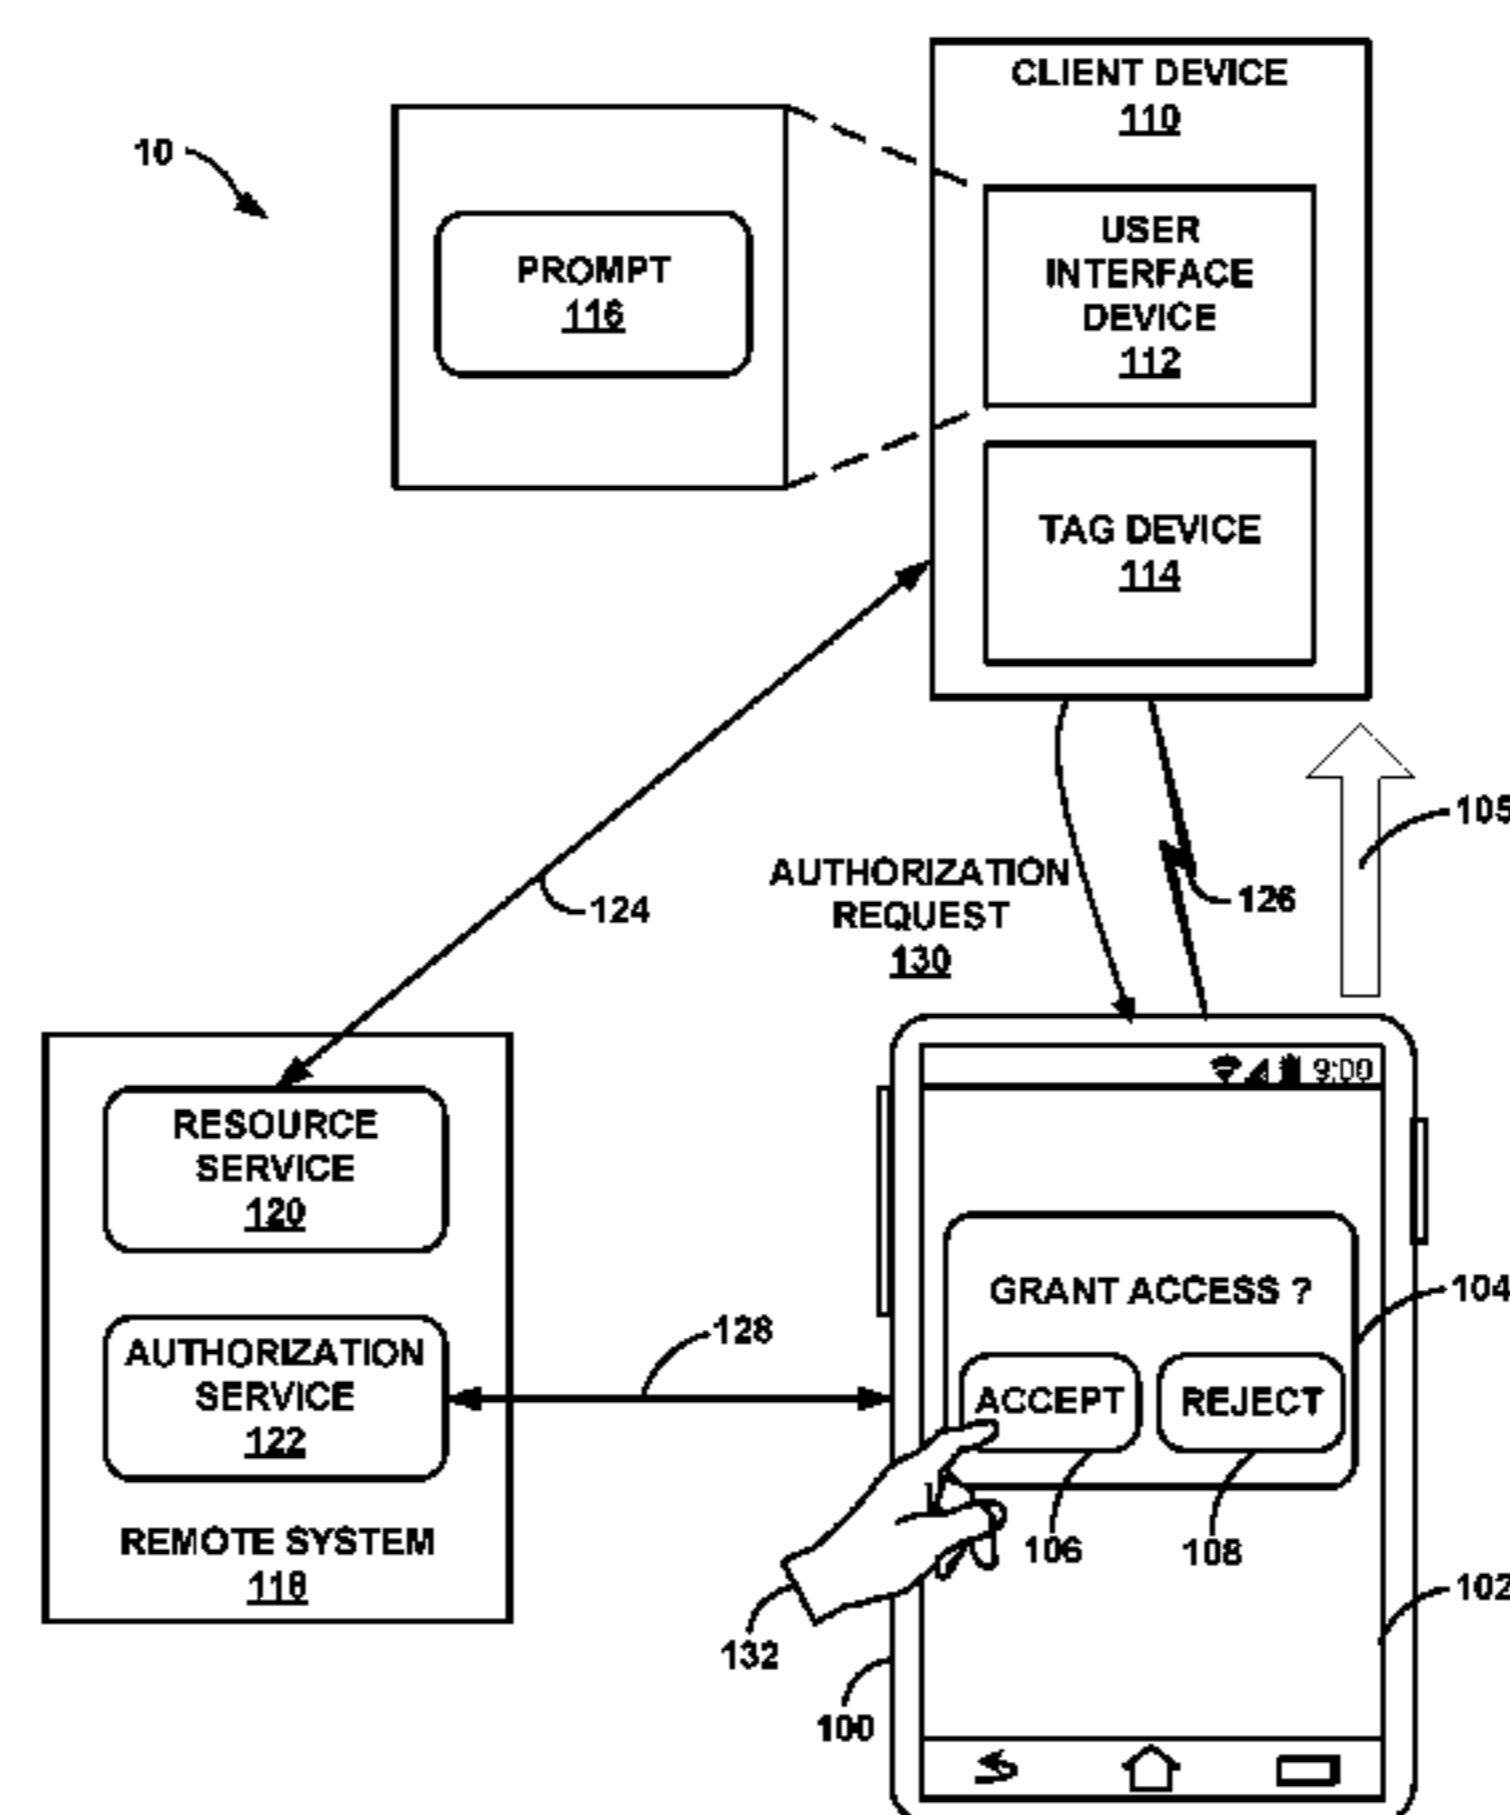 10
CLIENT DEVICE
110
PROMPT
116
USER
INTERFACE
DEVICE
112
TAG DEVICE
114
105
AUTHORIZATION
REQUEST
130
126
124
9:00
RESOURCE
SERVICE
120
AUTHORIZATION
SERVICE
122
REMOTE SYSTEM
118
128
GRANT ACCESS ?
104
ACCEPT
REJECT
106
108
102
132
100